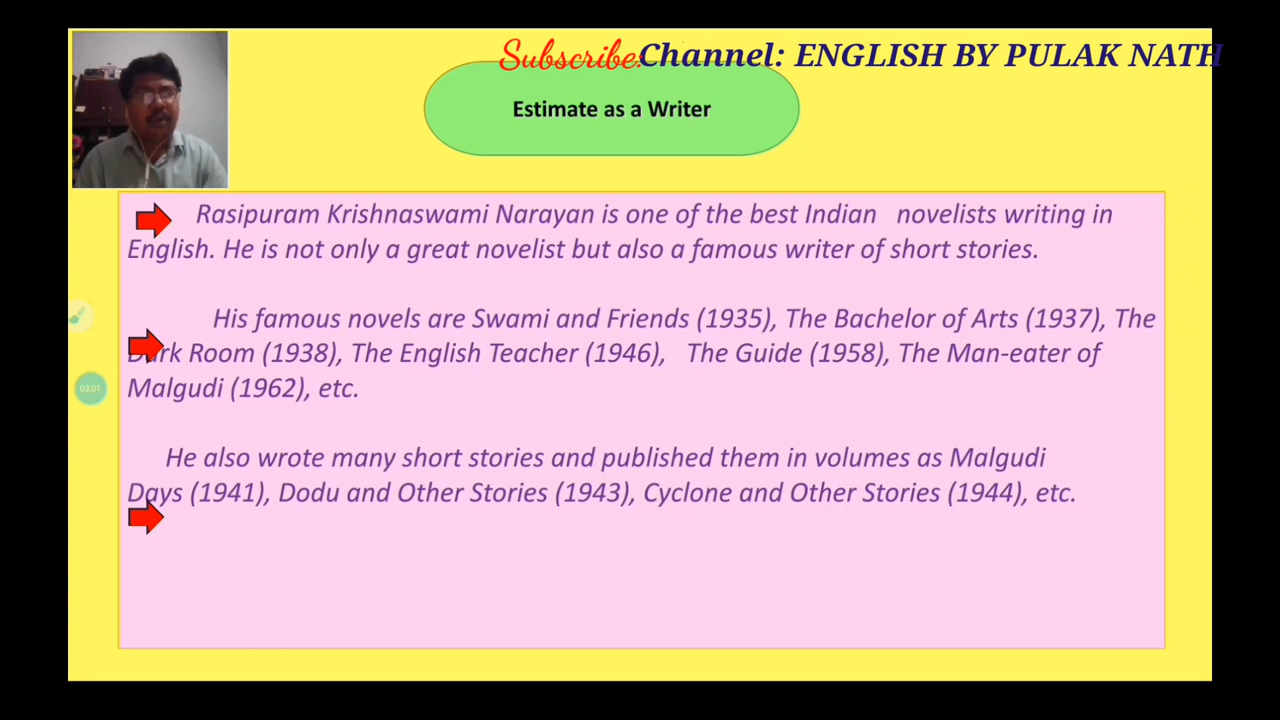 Subscribe: Channel: ENGLISH BY PULAK NATH
Estimate as a Writer
Rasipuram Krishnaswami Narayan is one of the best Indian novelists writing in
English. He is not only a great novelist but also a famous writer of short stories.
His famous novels are Swami and Friends (1935), The Bachelor of Arts (1937), The
Dark Room (1938), The English Teacher (1946), The Guide (1958), The Man-eater of
Malgudi (1962), etc.
03:01
He also wrote many short stories and published them in volumes as Malgudi
Days (1941), Dodu and Other Stories (1943), Cyclone and Other Stories (1944), etc.